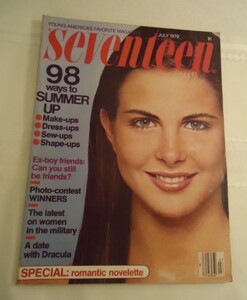 YOUNG AMERICA'S FAVORITE MAGAZINE
JULY 1978
seventeen
98
ways to
SUMMER
UP
Make-ups
Dress-ups
Sew-ups
Shape-ups
Ex-boy friends:
Can you still
be friends?
Photo-contest
WINNERS
The latest
on women
in the military
A date
with Dracula
SPECIAL: romantic novelette